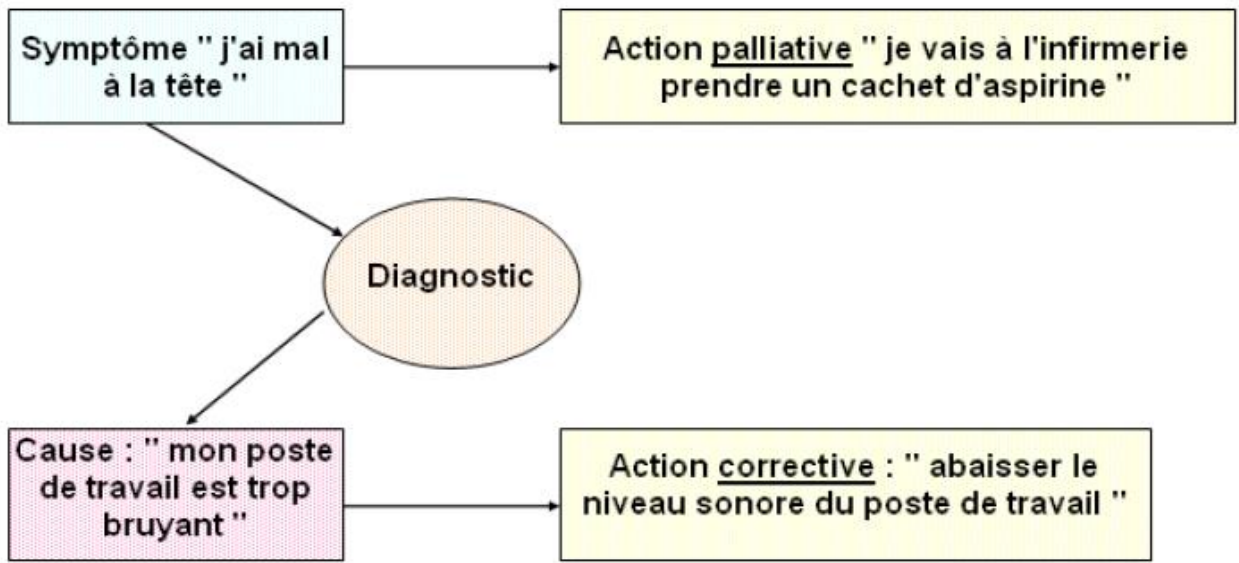 Symptôme " j'ai mal
à la tête "
Action palliative " je vais à l'infirmerie
prendre un cachet d'aspirine "
Diagnostic
Cause : " mon poste
de travail est trop
bruyant "
Action corrective : " abaisser le
niveau sonore du poste de travail "